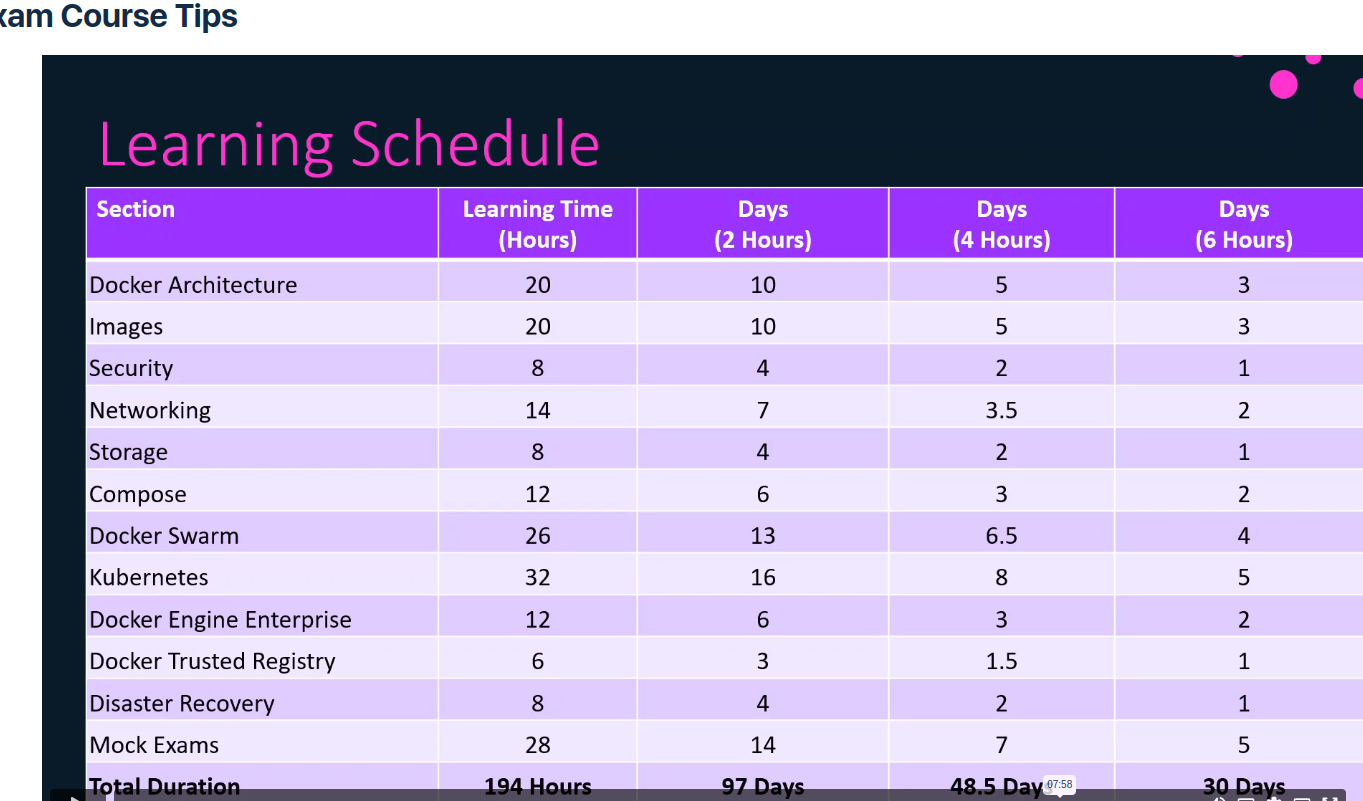 xam Course Tips
Learning Schedule
Section Learning Time (Hours) Days (2 Hours) Days (4 Hours) Days (6 Hours)
Docker Architecture 20 10 5 3
Images 20 10 5 3
Security 8 4 2 1
Networking 14 7 3.5 2
Storage 8 4 2 1
Compose 12 6 3 2
Docker Swarm 26 13 6.5 4
Kubernetes 32 16 8 5
Docker Engine Enterprise 12 6 3 2
Docker Trusted Registry 6 3 1.5 1
Disaster Recovery 8 4 2 1
Mock Exams 28 14 7 5
Total Duration 194 Hours 97 Days 48.5 Day 30 Days
07:58